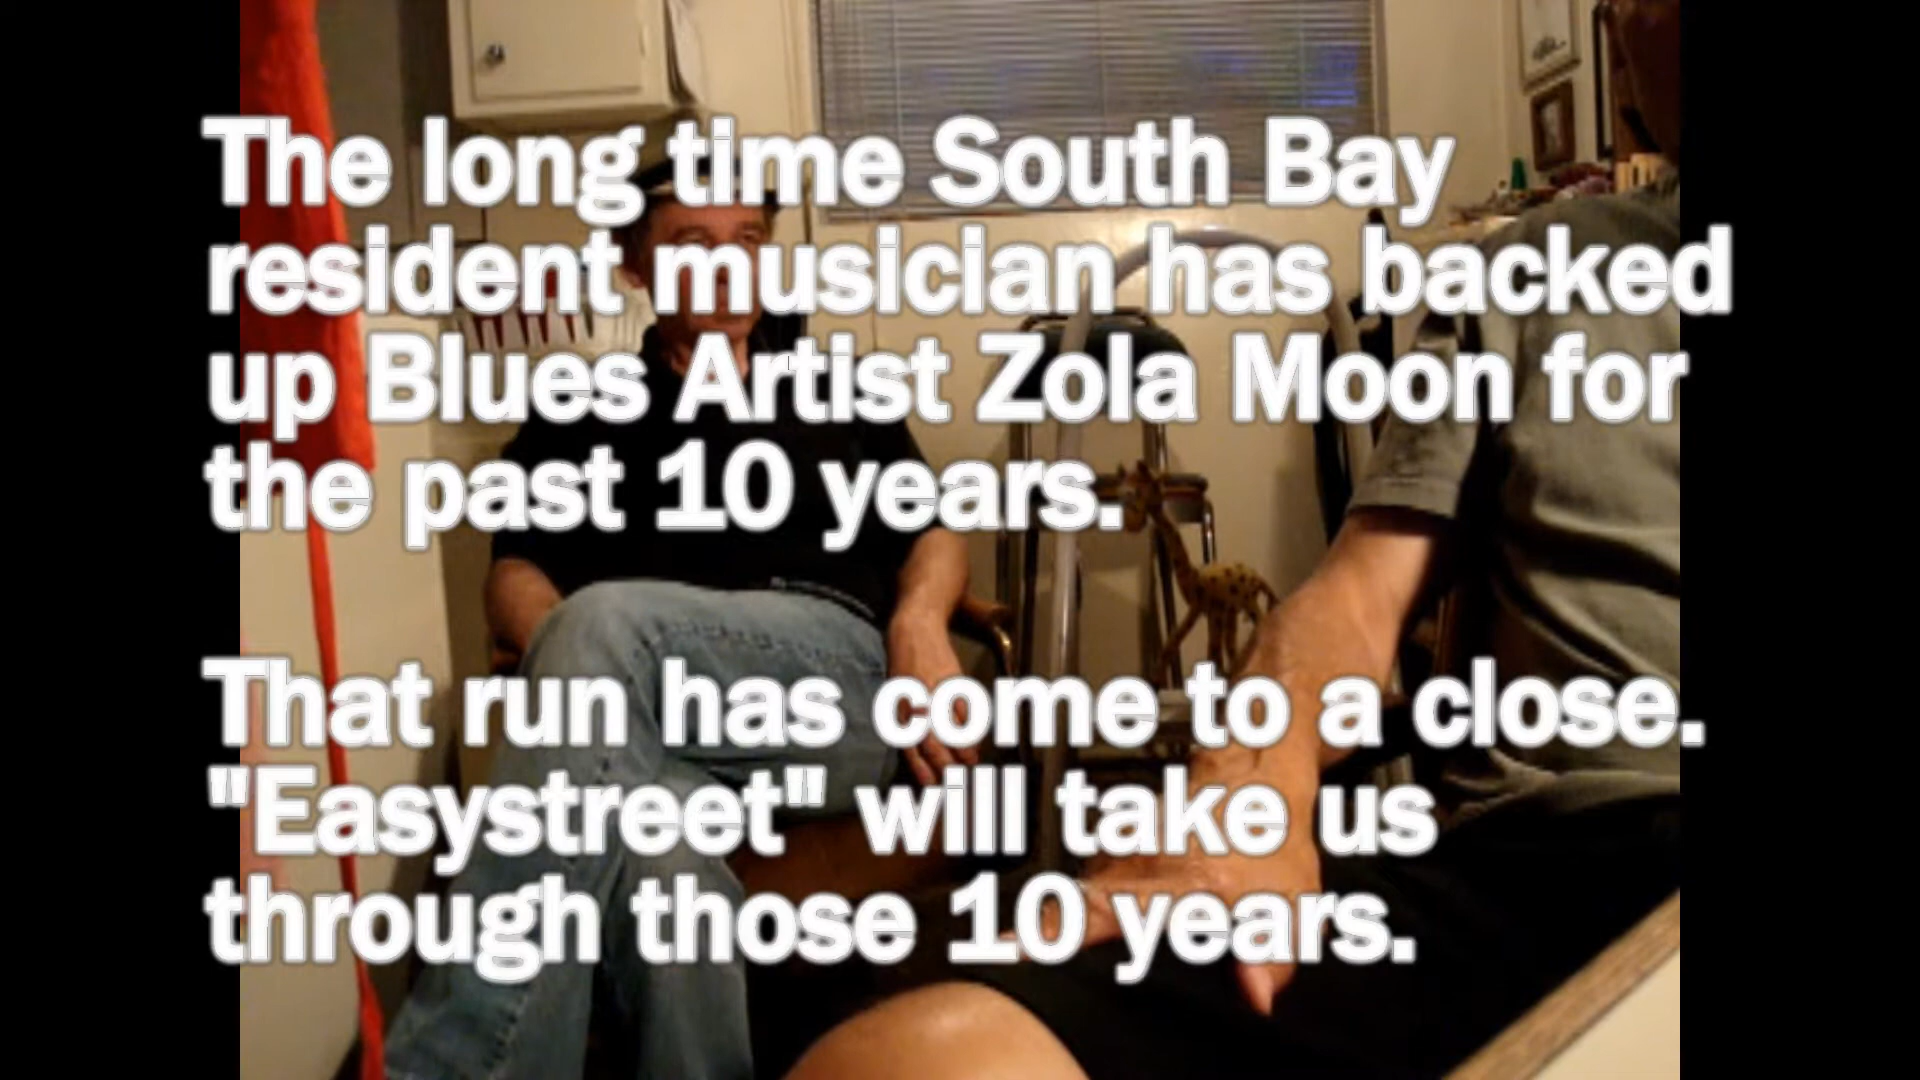 The long time South Bay
resident musician has backed
up Blues Artist Zola Moon for
the past 10 years.
That run has come to a close.
"Easystreet" will take us
through those 10 years.